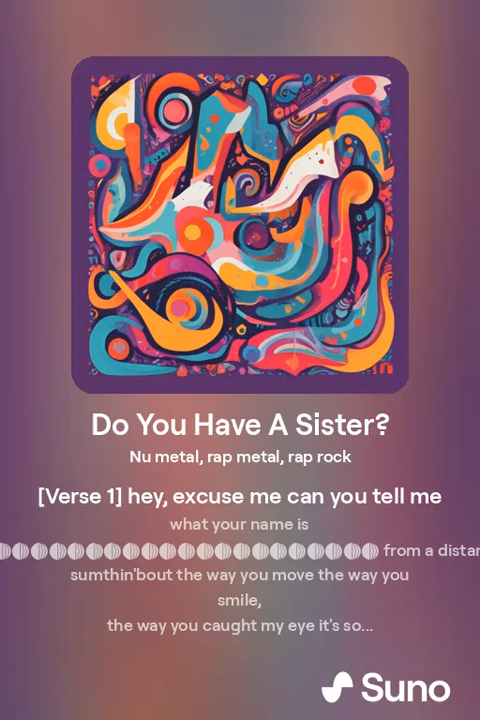 Do You Have A Sister?
Nu metal, rap metal, rap rock
[Verse 1] hey, excuse me can you tell me
what your name is
from a distan
sumthin'bout the way you move the way you
smile,
the way you caught my eye it's so...
Suno